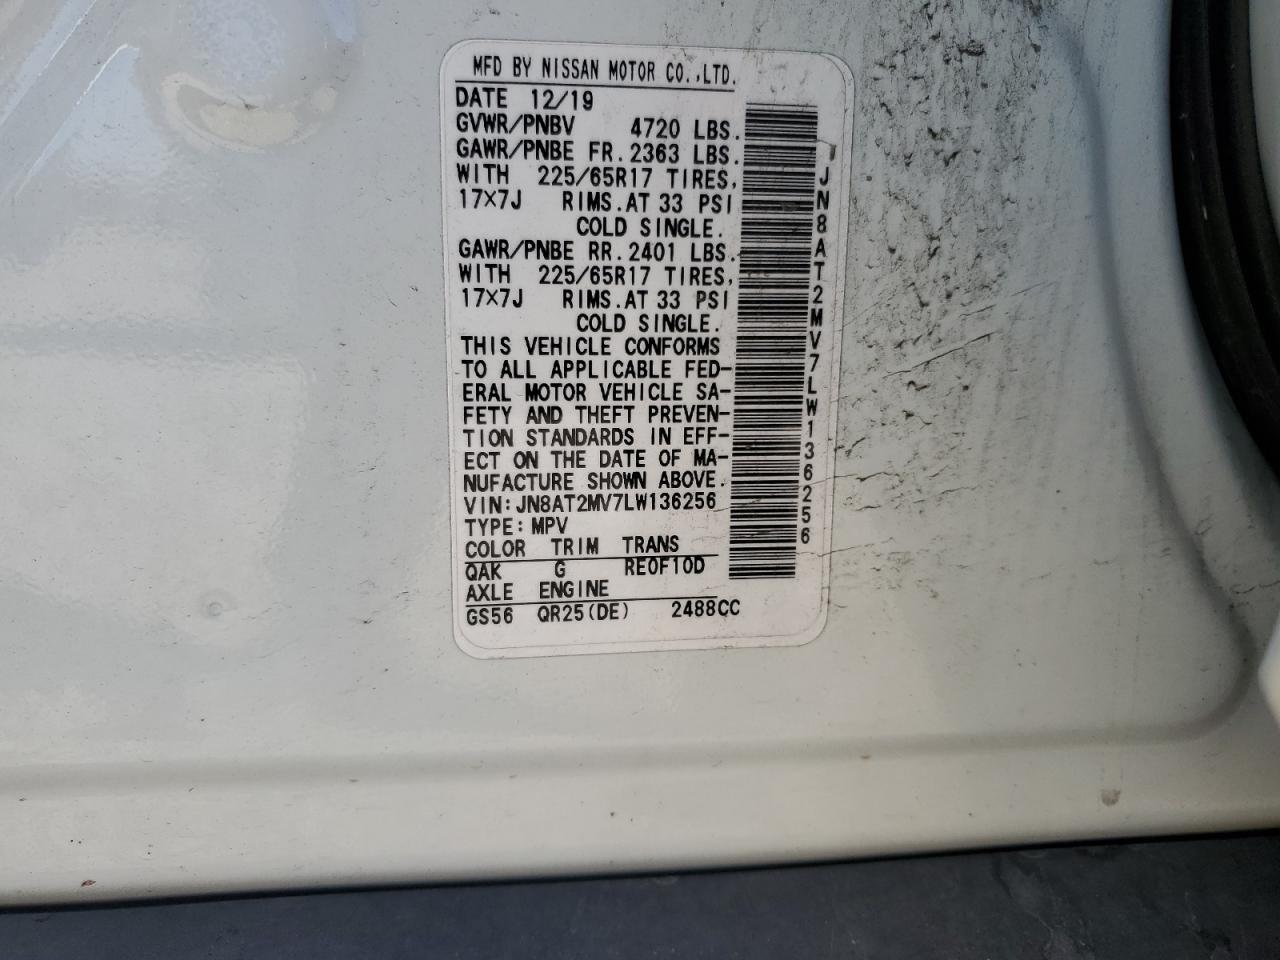 MFD BY NISSAN MOTOR CO.,LTD.
DATE 12/19
GVWR/PNBV 4720 LBS.
GAWR/PNBE FR. 2363 LBS.
WITH 225/65R17 TIRES,
17×7J RIMS. AT 33 PSI
COLD SINGLE.
GAWR/PNBE RR. 2401 LBS.
WITH 225/65R17 TIRES,
17×7J RIMS. AT 33 PSI
COLD SINGLE.
THIS VEHICLE CONFORMS
TO ALL APPLICABLE FED-
ERAL MOTOR VEHICLE SA-
FETY AND THEFT PREVEN-
TION STANDARDS IN EFF-
ECT ON THE DATE OF MA-
NUFACTURE SHOWN ABOVE.
VIN: JN8AT2MV7LW136256
TYPE: MPV
COLOR TRIM TRANS
QAK G RE0F10D
AXLE ENGINE
GS56 QR25(DE) 2488CC
JN8AT2MV7LW136256